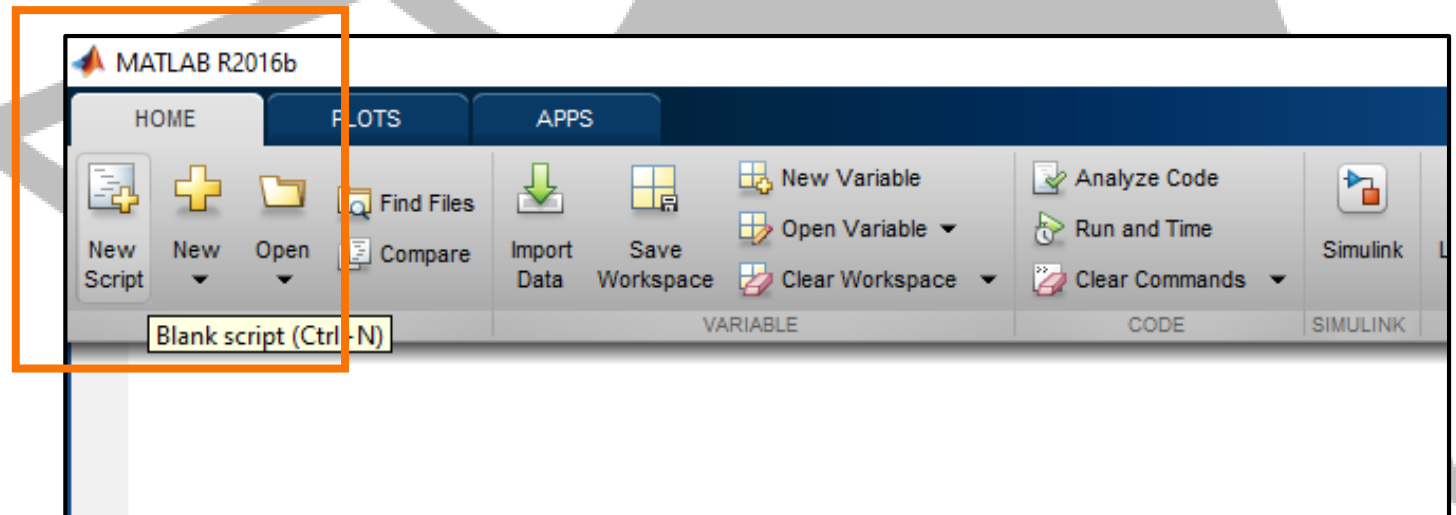 MATLAB R2016b
HOME PLOTS APPS
New Script
New
Open
Find Files
Compare
Import Data
Save Workspace
New Variable
Open Variable
Clear Workspace
Analyze Code
Run and Time
Clear Commands
Simulink
L
Blank script (Ctrl+N)
VARIABLE CODE SIMULINK